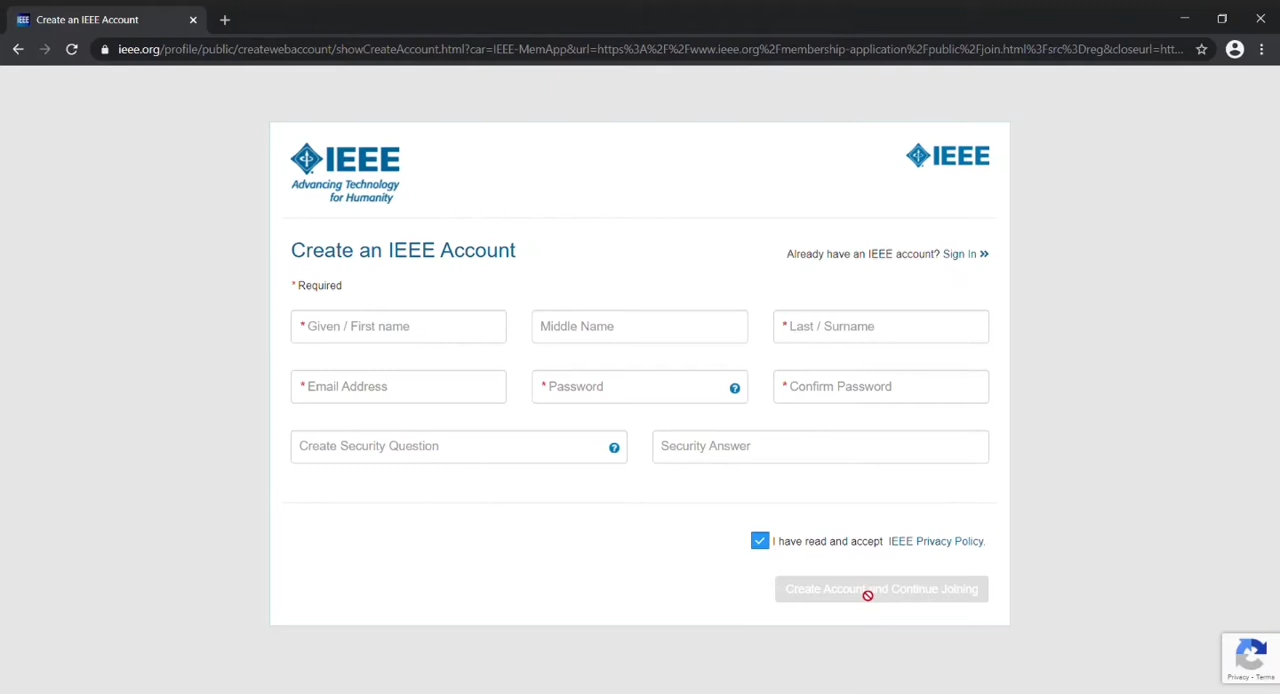 IEEE Create an IEEE Account
ieee.org/profile/public/createwebaccount/showCreateAccount.html?car=IEEE-MemApp&url=https%3A%2F%2Fwww.ieee.org%2Fmembership-application%2Fpublic%2Fjoin.html%3Fsrc%3Dreg&closeurl=htt...
IEEE
Advancing Technology
for Humanity
IEEE
Create an IEEE Account
Already have an IEEE account? Sign In »
* Required
* Given / First name
Middle Name
* Last / Surname
* Email Address
* Password ?
* Confirm Password
Create Security Question ?
Security Answer
I have read and accept IEEE Privacy Policy.
Create Account and Continue Joining
Privacy - Terms